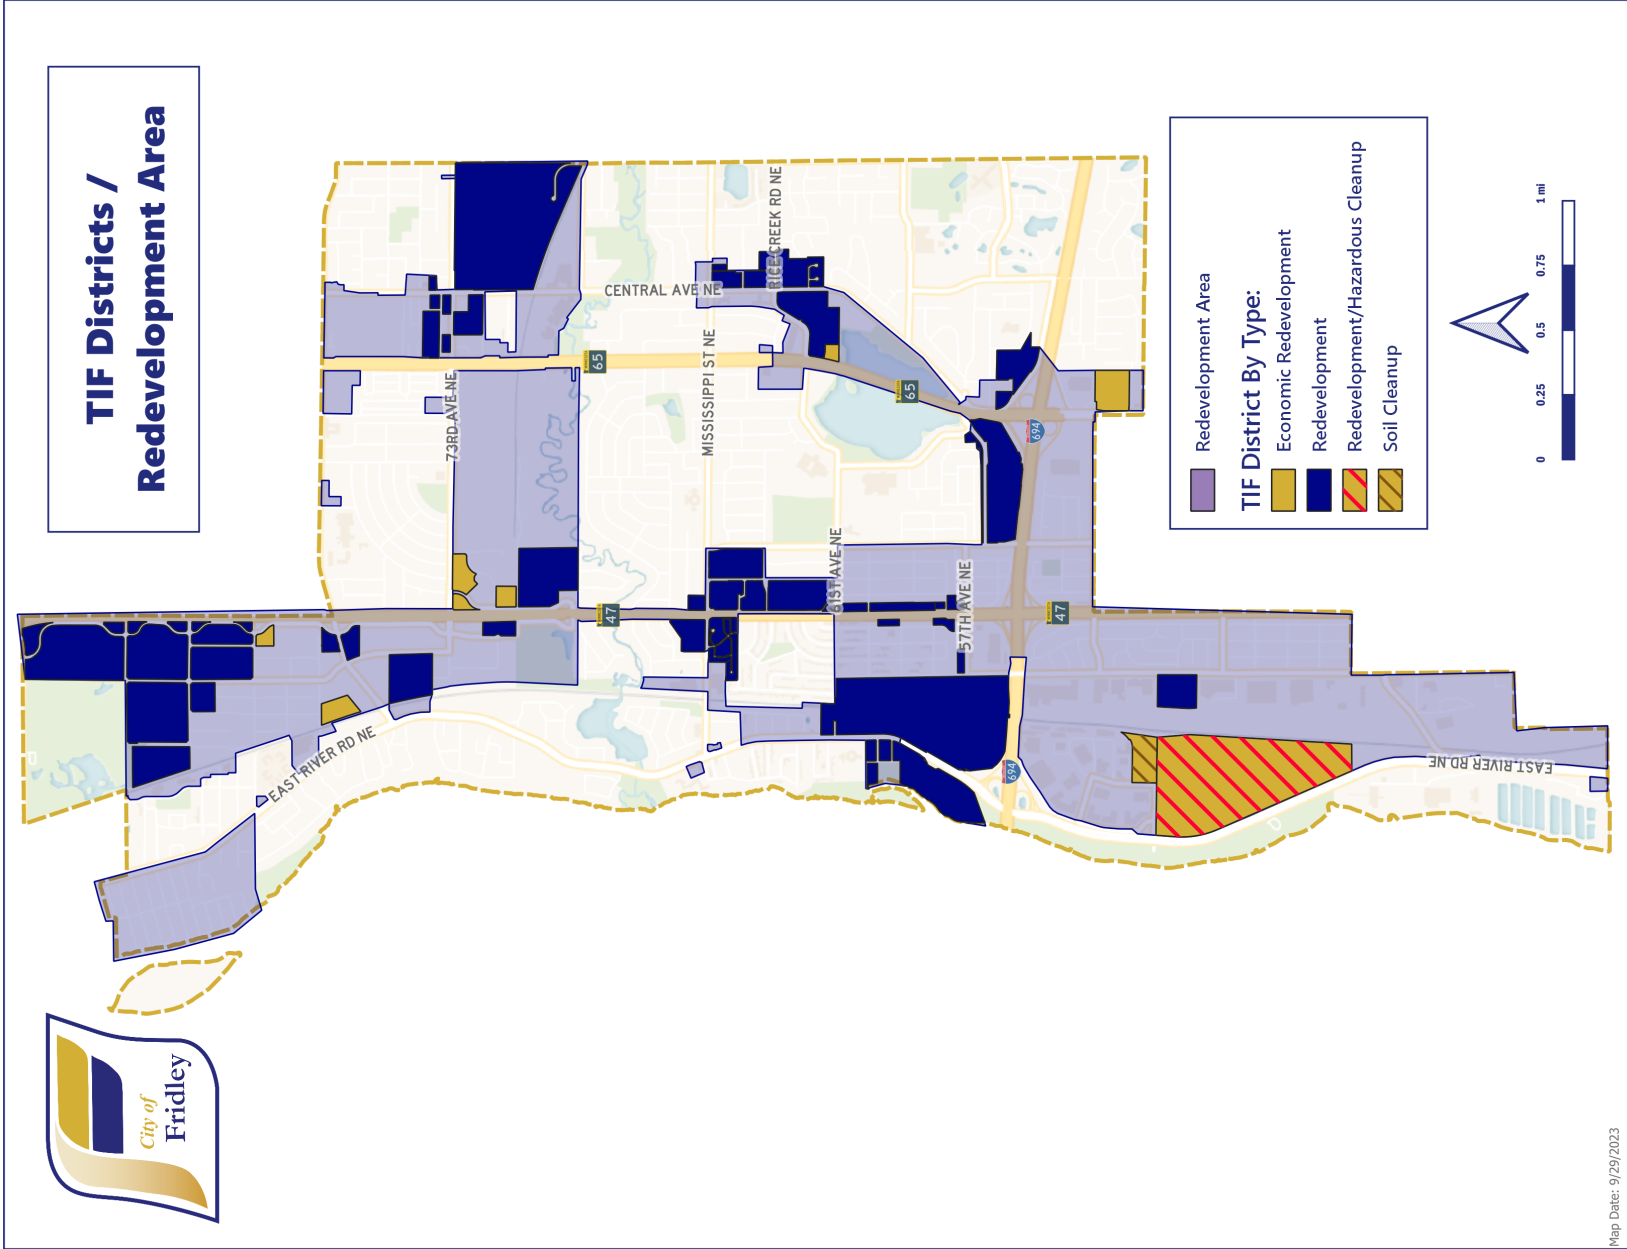 TIF Districts /
Redevelopment Area
City of
Fridley
73RD AVE NE
CENTRAL AVE NE
MISSISSIPPI ST NE
RICE CREEK RD NE
61ST AVE NE
57TH AVE NE
EAST RIVER RD NE
EAST RIVER RD NE
65
65
47
47
694
694
Redevelopment Area
TIF District By Type:
Economic Redevelopment
Redevelopment
Redevelopment/Hazardous Cleanup
Soil Cleanup
0 0.25 0.5 0.75 1 mi
Map Date: 9/29/2023